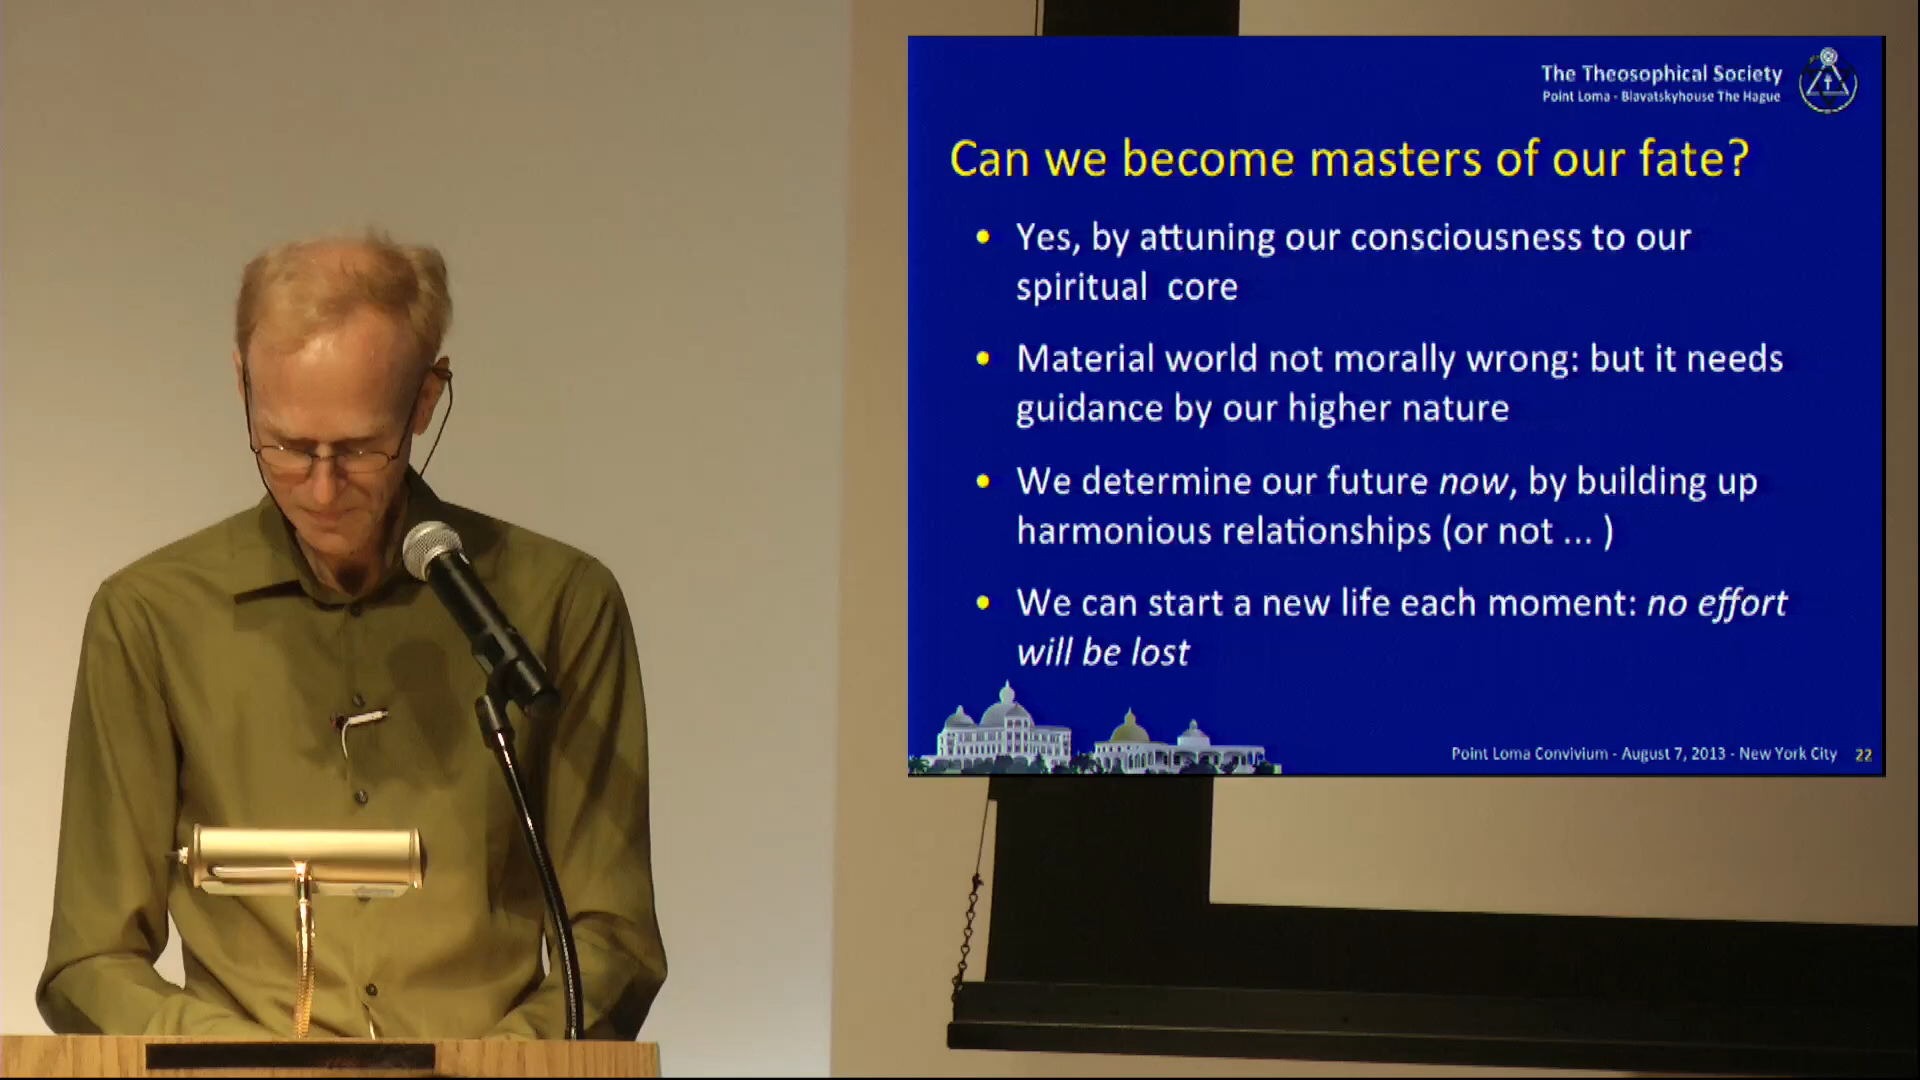 The Theosophical Society
Point Loma - Blavatskyhouse The Hague
Can we become masters of our fate?
• Yes, by attuning our consciousness to our
spiritual core
• Material world not morally wrong: but it needs
guidance by our higher nature
• We determine our future now, by building up
harmonious relationships (or not ... )
• We can start a new life each moment: no effort
will be lost
Point Loma Convivium - August 7, 2013 - New York City 22